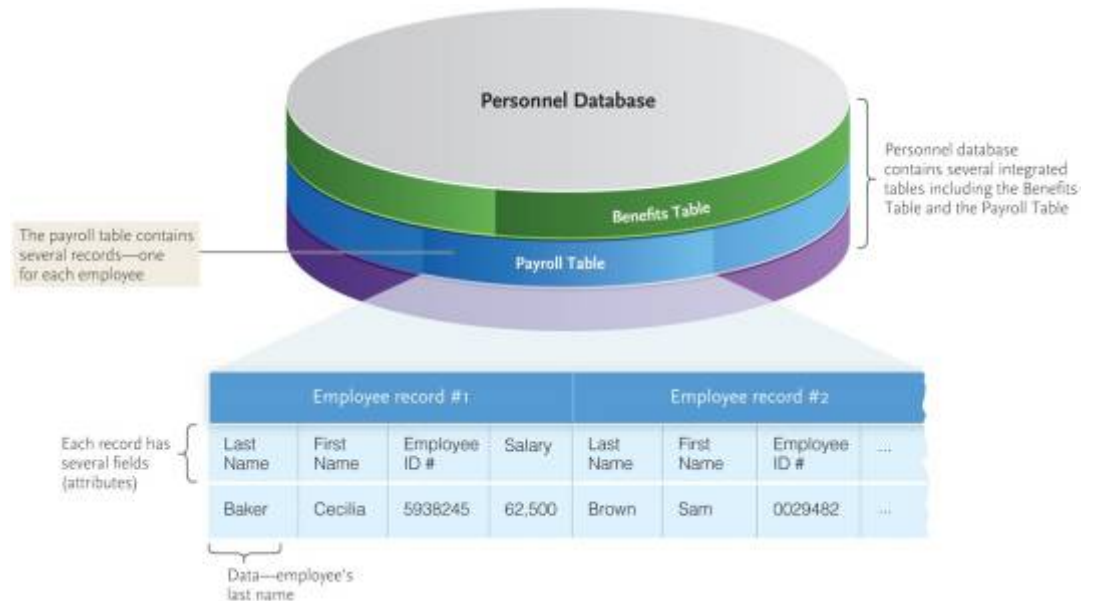 Personnel Database
Personnel database
contains several integrated
tables including the Benefits
Table and the Payroll Table
Benefits Table
The payroll table contains
several records—one
for each employee
Payroll Table
Employee record #1
Employee record #2
Each record has
several fields
(attributes)
Last Name
First Name
Employee ID #
Salary
Last Name
First Name
Employee ID #
...
Baker
Cecilia
5938245
62,500
Brown
Sam
0029482
...
Data—employee's
last name